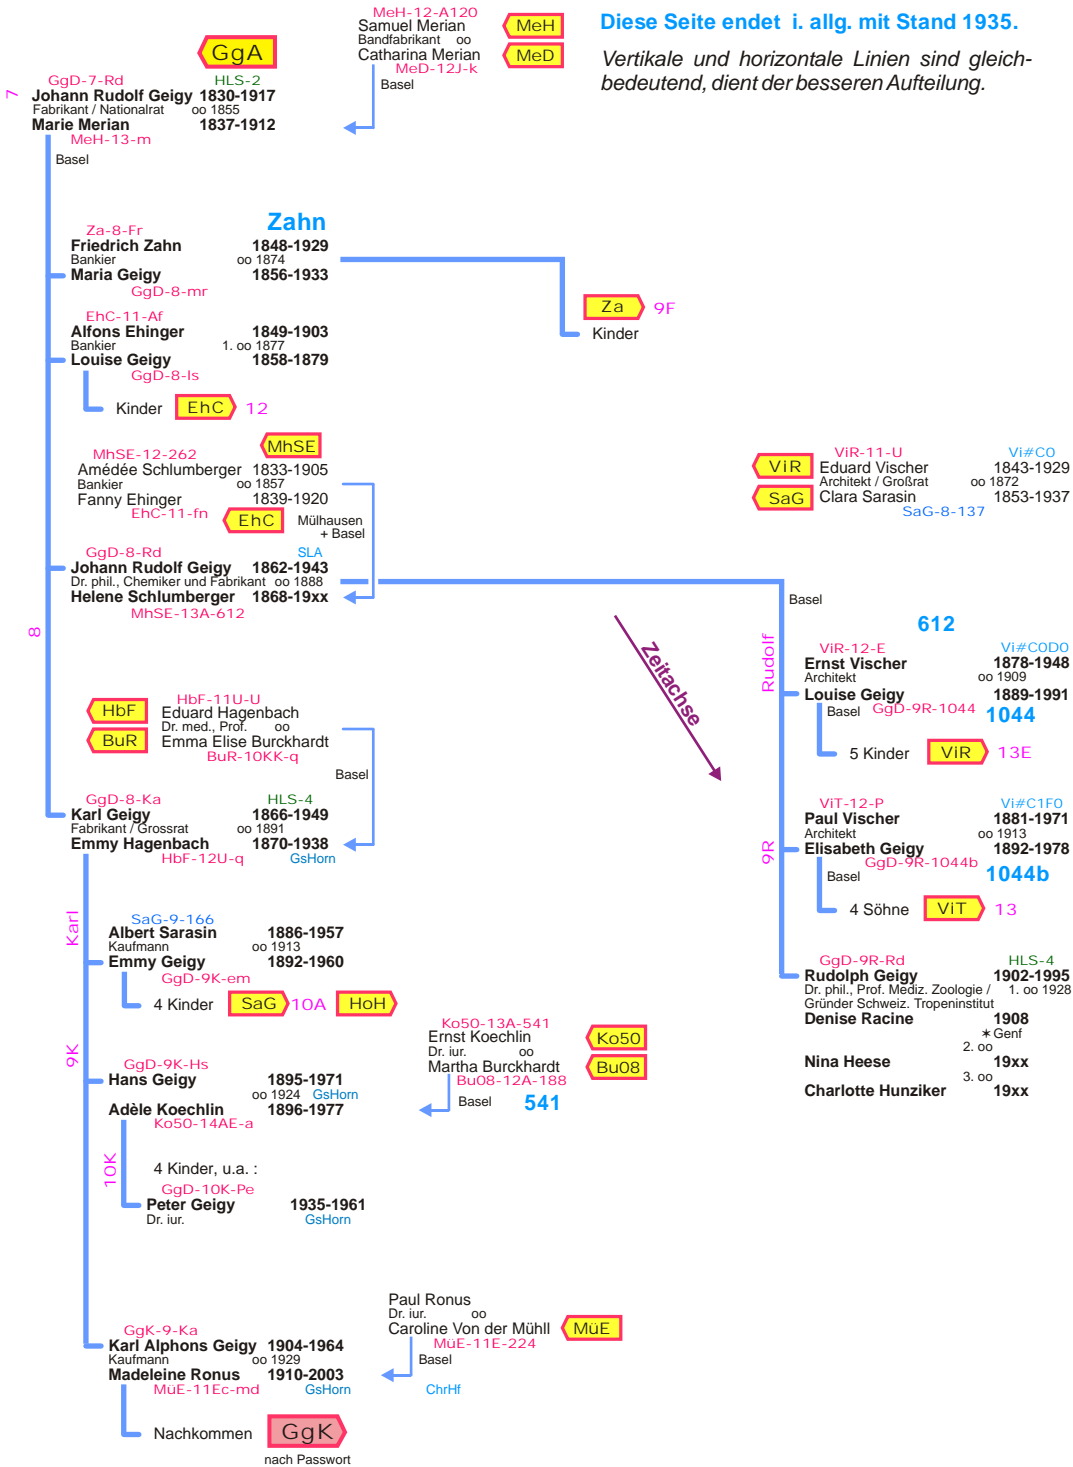 MeH-12-A120
Samuel Merian
MeH
Bandfabrikant oo
Catharina Merian
MeD
MeD-12J-k
Basel
Diese Seite endet i. allg. mit Stand 1935.
Vertikale und horizontale Linien sind gleich-
bedeutend, dient der besseren Aufteilung.
GgA
7
GgD-7-Rd HLS-2
Johann Rudolf Geigy 1830-1917
Fabrikant / Nationalrat oo 1855
Marie Merian 1837-1912
MeH-13-m
Basel
Zahn
Za-8-Fr
Friedrich Zahn 1848-1929
Bankier oo 1874
Maria Geigy 1856-1933
GgD-8-mr
Za 9F
Kinder
EhC-11-Af
Alfons Ehinger 1849-1903
Bankier 1. oo 1877
Louise Geigy 1858-1879
GgD-8-ls
Kinder EhC 12
MhSE
MhSE-12-262
Amédée Schlumberger 1833-1905
Bankier oo 1857
Fanny Ehinger 1839-1920
EhC-11-fn
EhC
Mülhausen
+ Basel
ViR-11-U Vi#C0
ViR Eduard Vischer 1843-1929
Architekt / Großrat oo 1872
SaG Clara Sarasin 1853-1937
SaG-8-137
GgD-8-Rd SLA
Johann Rudolf Geigy 1862-1943
Dr. phil., Chemiker und Fabrikant oo 1888
Helene Schlumberger 1868-19xx
MhSE-13A-612
8
Basel
612
Rudolf
Zeitachse
ViR-12-E Vi#C0D0
Ernst Vischer 1878-1948
Architekt oo 1909
Louise Geigy 1889-1991
Basel GgD-9R-1044 1044
5 Kinder ViR 13E
HbF-11U-U
HbF Eduard Hagenbach
Dr. med., Prof. oo
BuR Emma Elise Burckhardt
BuR-10KK-q
Basel
GgD-8-Ka HLS-4
Karl Geigy 1866-1949
Fabrikant / Grossrat oo 1891
Emmy Hagenbach 1870-1938
HbF-12U-q GsHorn
9R
ViT-12-P Vi#C1F0
Paul Vischer 1881-1971
Architekt oo 1913
Elisabeth Geigy 1892-1978
GgD-9R-1044b
Basel 1044b
4 Söhne ViT 13
Karl
SaG-9-166
Albert Sarasin 1886-1957
Kaufmann oo 1913
Emmy Geigy 1892-1960
GgD-9K-em
4 Kinder SaG 10A HoH
GgD-9R-Rd HLS-4
Rudolph Geigy 1902-1995
Dr. phil., Prof. Mediz. Zoologie / 1. oo 1928
Gründer Schweiz. Tropeninstitut
Denise Racine 1908
✶Genf
2. oo
Nina Heese 19xx
3. oo
Charlotte Hunziker 19xx
9K
GgD-9K-Hs
Hans Geigy 1895-1971
oo 1924 GsHorn
Adèle Koechlin 1896-1977
Ko50-14AE-a
Ko50-13A-541
Ernst Koechlin Ko50
Dr. iur. oo
Martha Burckhardt Bu08
Bu08-12A-188
Basel 541
10K
4 Kinder, u.a. :
GgD-10K-Pe
Peter Geigy 1935-1961
Dr. iur. GsHorn
Paul Ronus
Dr. iur. oo
Caroline Von der Mühll MüE
MüE-11E-224
Basel
ChrHf
GgK-9-Ka
Karl Alphons Geigy 1904-1964
Kaufmann oo 1929
Madeleine Ronus 1910-2003
MüE-11Ec-md GsHorn
Nachkommen GgK
nach Passwort